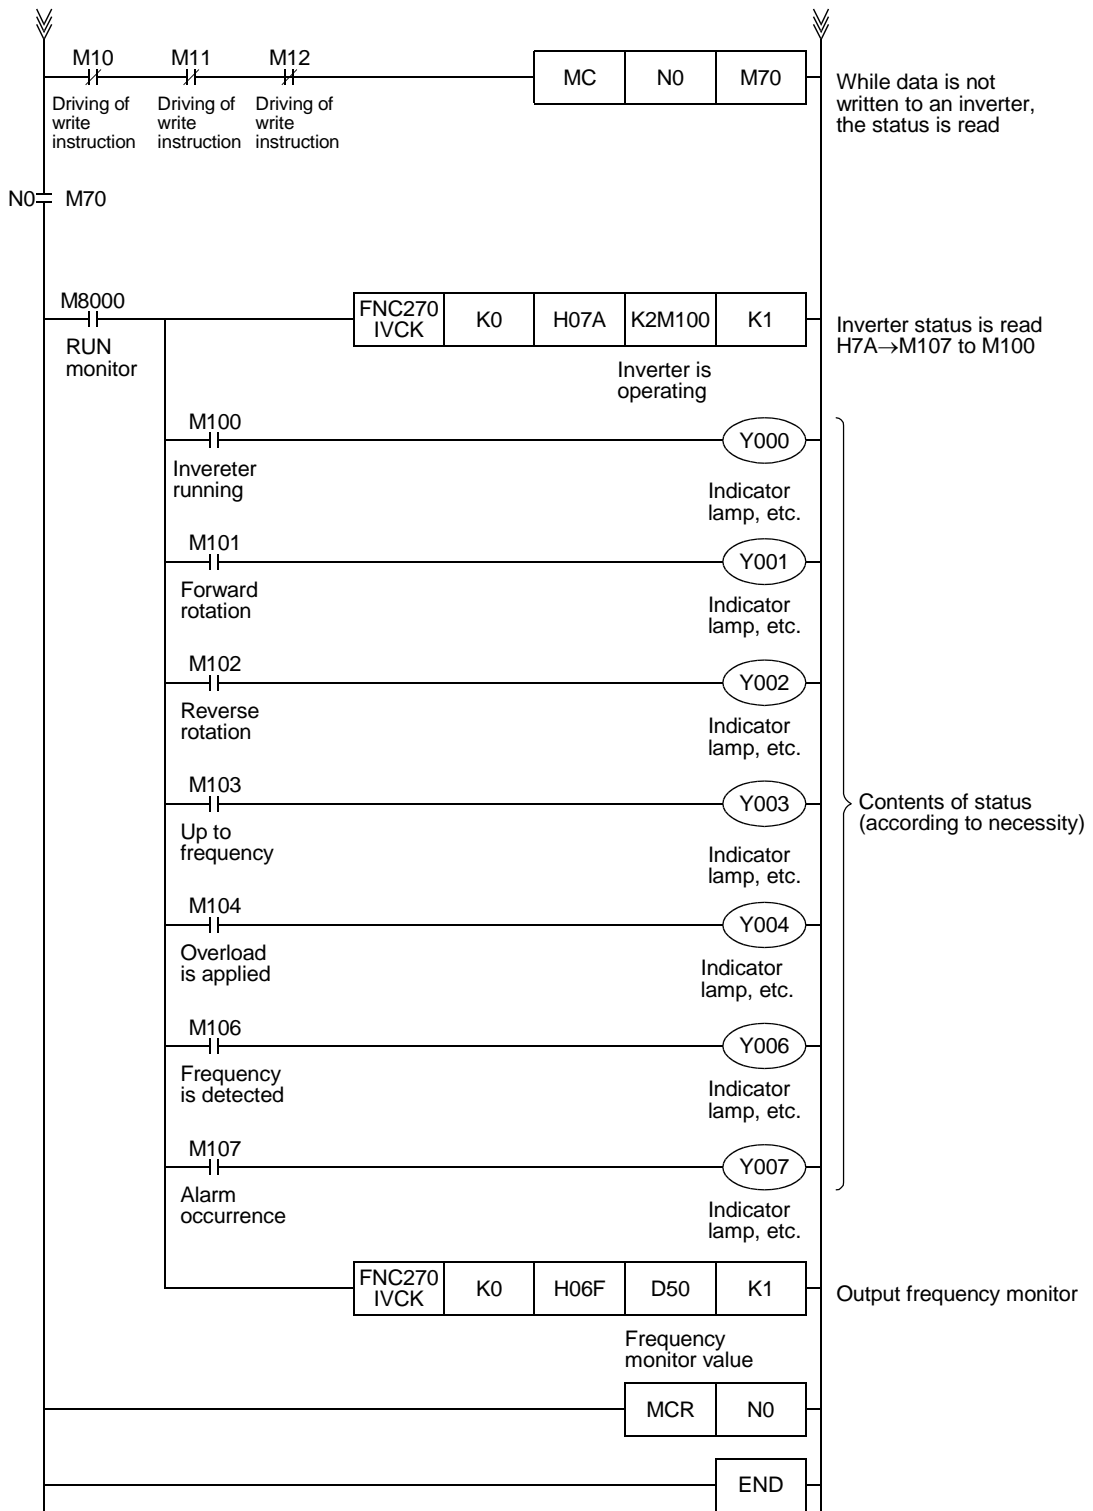 M10 M11 M12
MC N0 M70
Driving of write instruction
Driving of write instruction
Driving of write instruction
While data is not
written to an inverter,
the status is read
N0 M70
M8000
RUN
monitor
FNC270 IVCK K0 H07A K2M100 K1
Inverter status is read
H7A→M107 to M100
Inverter is
operating
M100
Y000
Invereter
running
Indicator
lamp, etc.
M101
Y001
Forward
rotation
Indicator
lamp, etc.
M102
Y002
Reverse
rotation
Indicator
lamp, etc.
M103
Y003
Contents of status
(according to necessity)
Up to
frequency
Indicator
lamp, etc.
M104
Y004
Overload
is applied
Indicator
lamp, etc.
M106
Y006
Frequency
is detected
Indicator
lamp, etc.
M107
Y007
Alarm
occurrence
Indicator
lamp, etc.
FNC270 IVCK K0 H06F D50 K1
Output frequency monitor
Frequency
monitor value
MCR N0
END